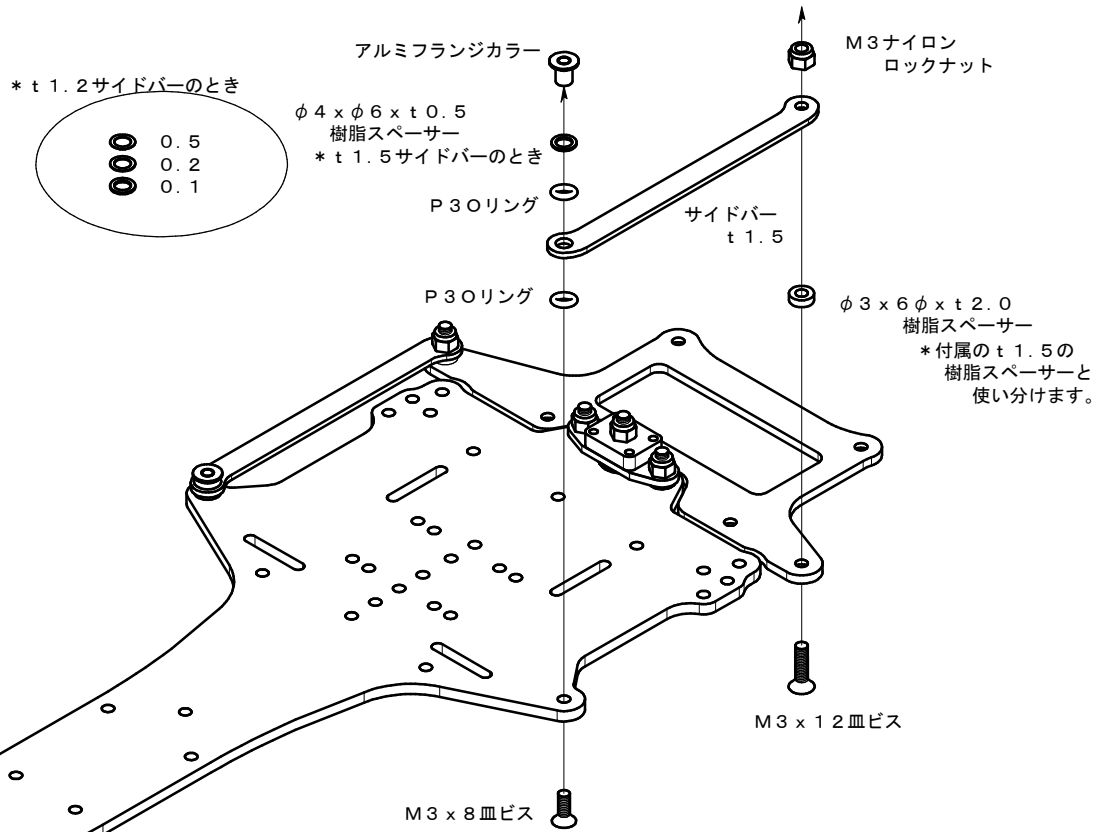 アルミフランジカラー
M3ナイロン
ロックナット
*t1.2サイドバーのとき
0.5
0.2
0.1
φ4xφ6xt0.5
樹脂スペーサー
*t1.5サイドバーのとき
P3Oリング
サイドバー
t1.5
P3Oリング
φ3x6φxt2.0
樹脂スペーサー
*付属のt1.5の
樹脂スペーサーと
使い分けます。
M3x12皿ビス
M3x8皿ビス